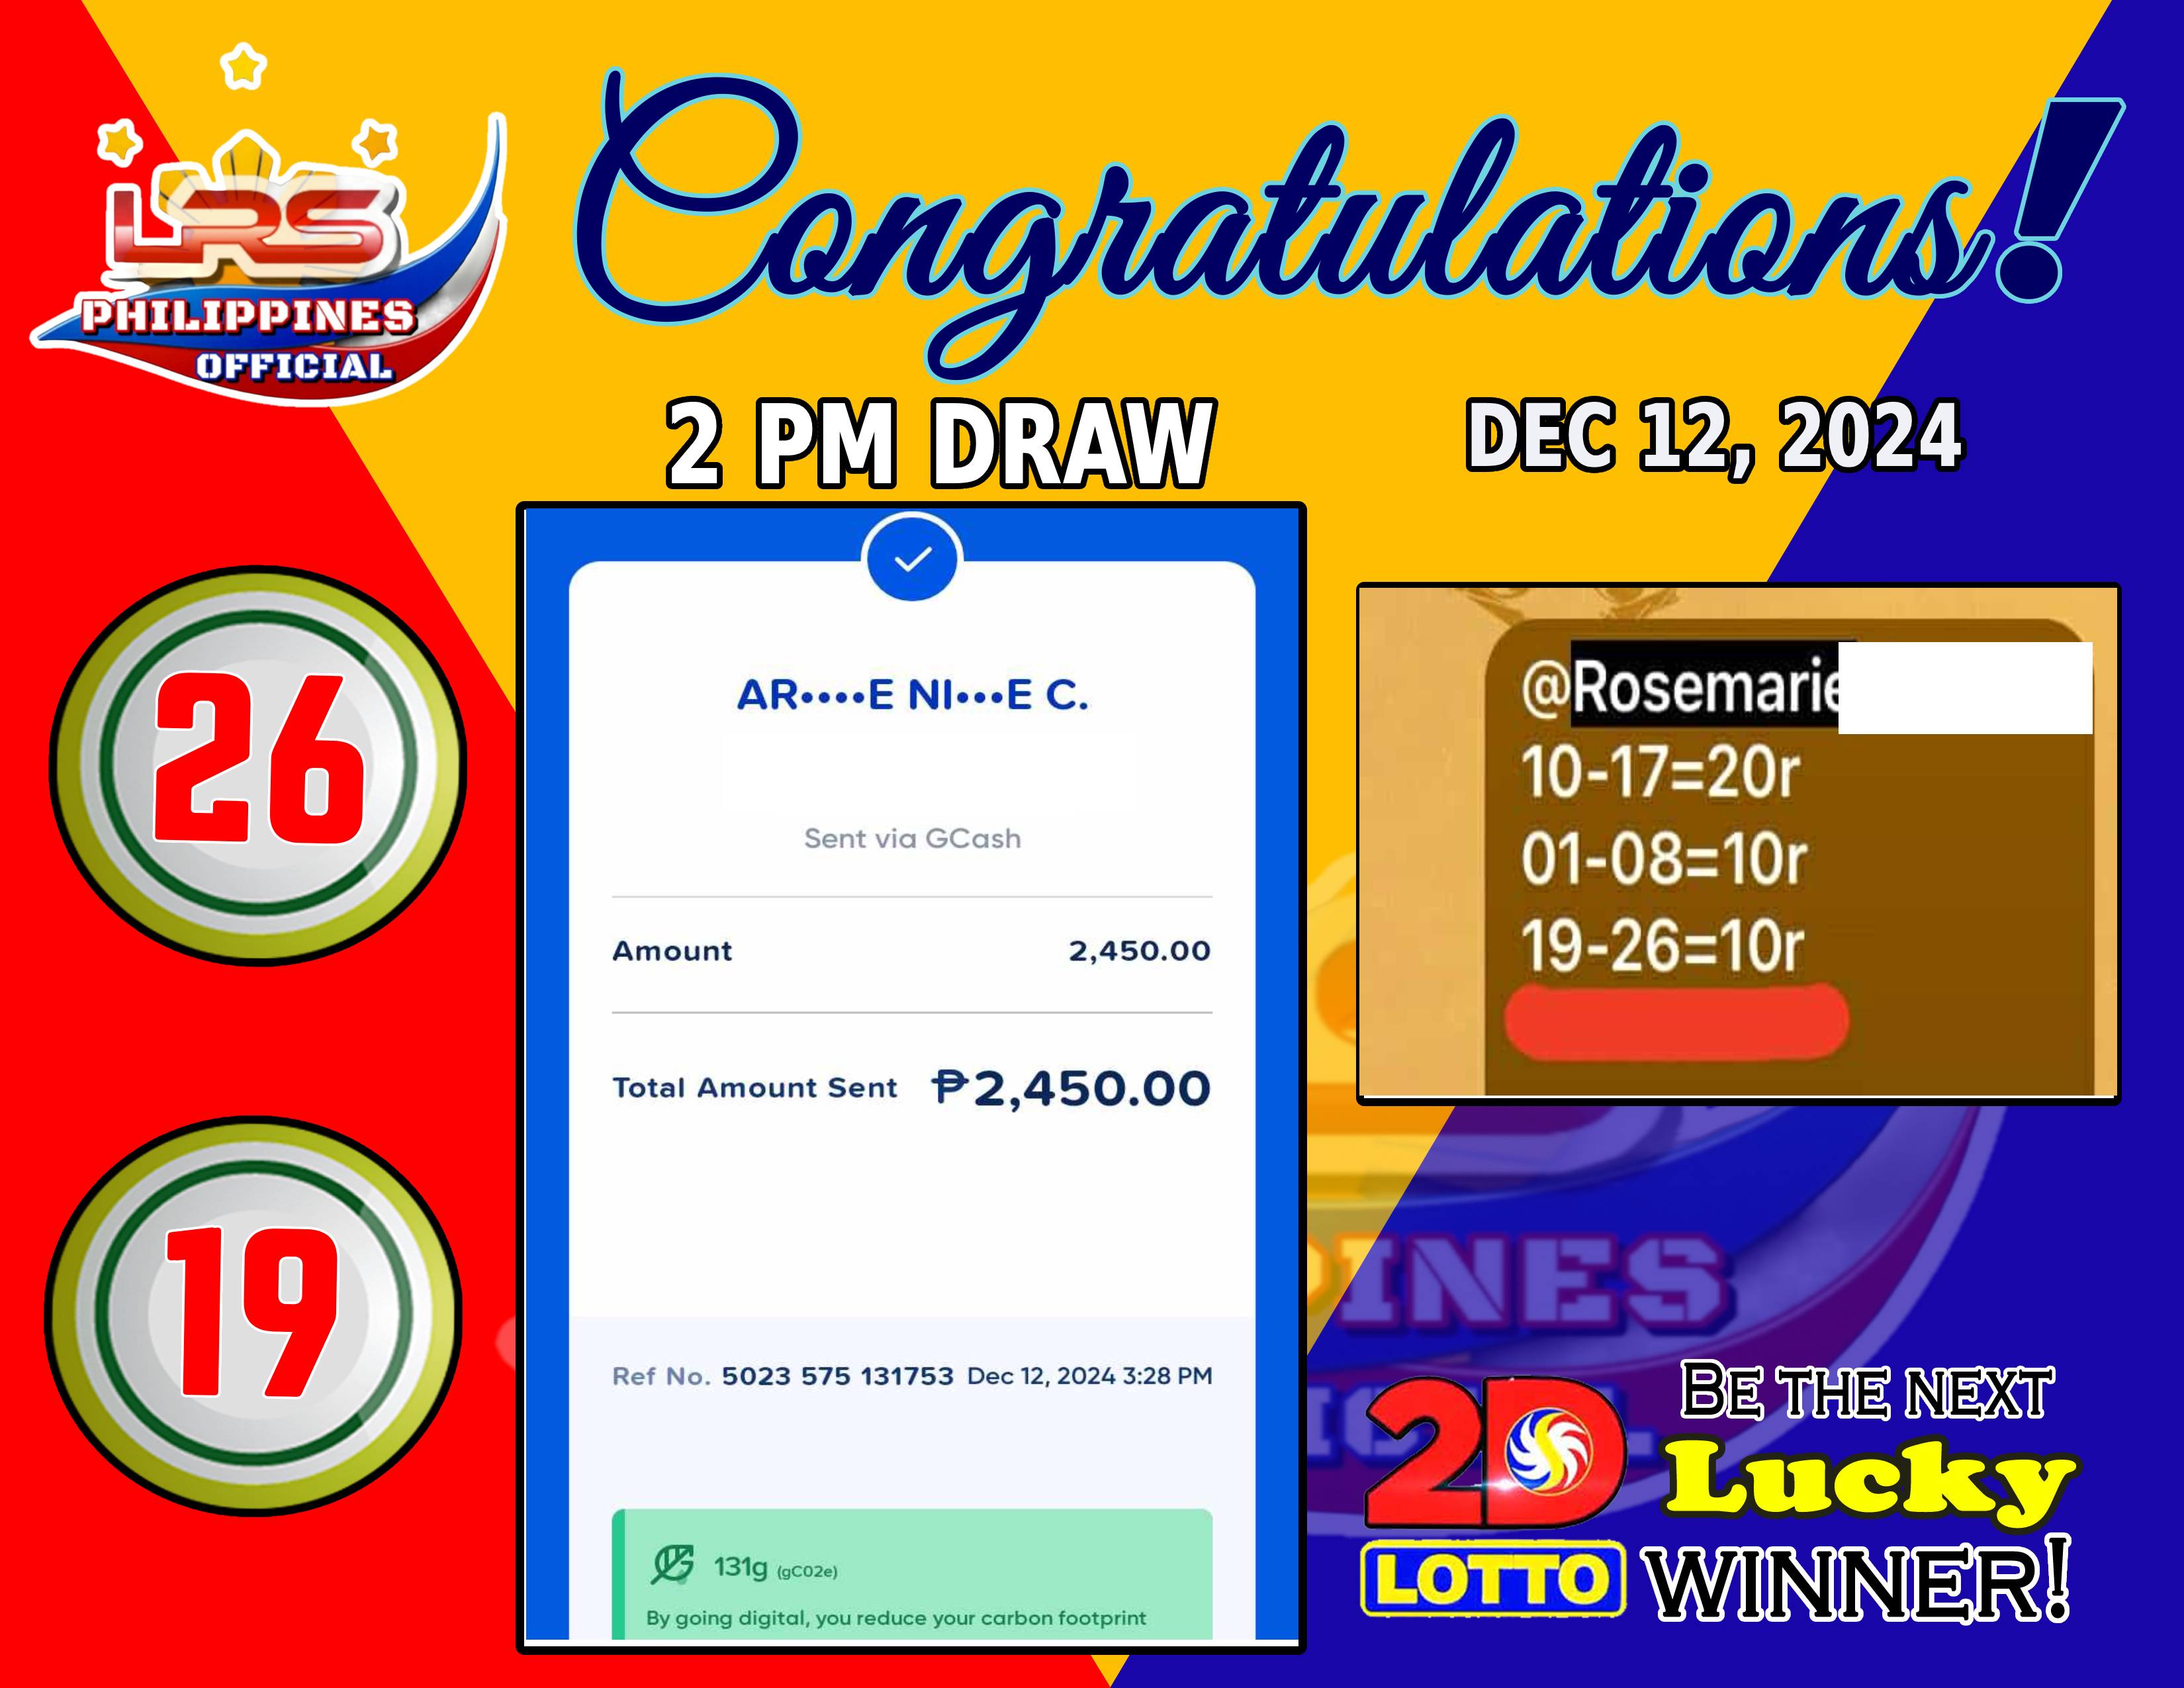 LRS
PHILIPPINES
OFFICIAL
Congratulations!
2 PM DRAW
DEC 12, 2024
26
19
AR••••E NI•••E C.
Sent via GCash
Amount 2,450.00
Total Amount Sent ₱2,450.00
Ref No. 5023 575 131753 Dec 12, 2024 3:28 PM
131g (gC02e)
By going digital, you reduce your carbon footprint
@Rosemarie
10-17=20r
01-08=10r
19-26=10r
PINES
2D
LOTTO
BE THE NEXT
Lucky
WINNER!